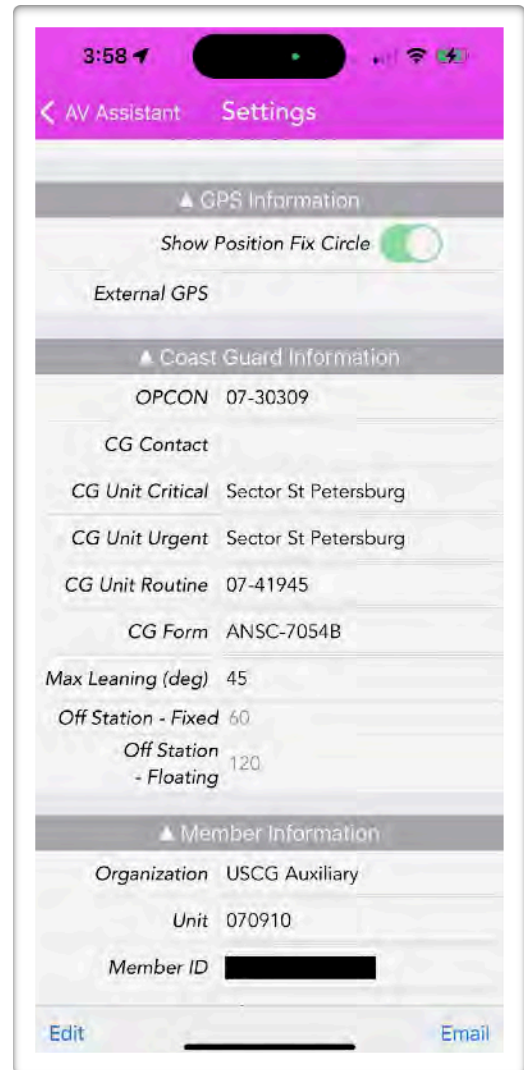 3:58
AV Assistant Settings
▲ GPS Information
Show Position Fix Circle
External GPS
▲ Coast Guard Information
OPCON 07-30309
CG Contact
CG Unit Critical Sector St Petersburg
CG Unit Urgent Sector St Petersburg
CG Unit Routine 07-41945
CG Form ANSC-7054B
Max Leaning (deg) 45
Off Station - Fixed 60
Off Station
- Floating 120
▲ Member Information
Organization USCG Auxiliary
Unit 070910
Member ID
Edit Email